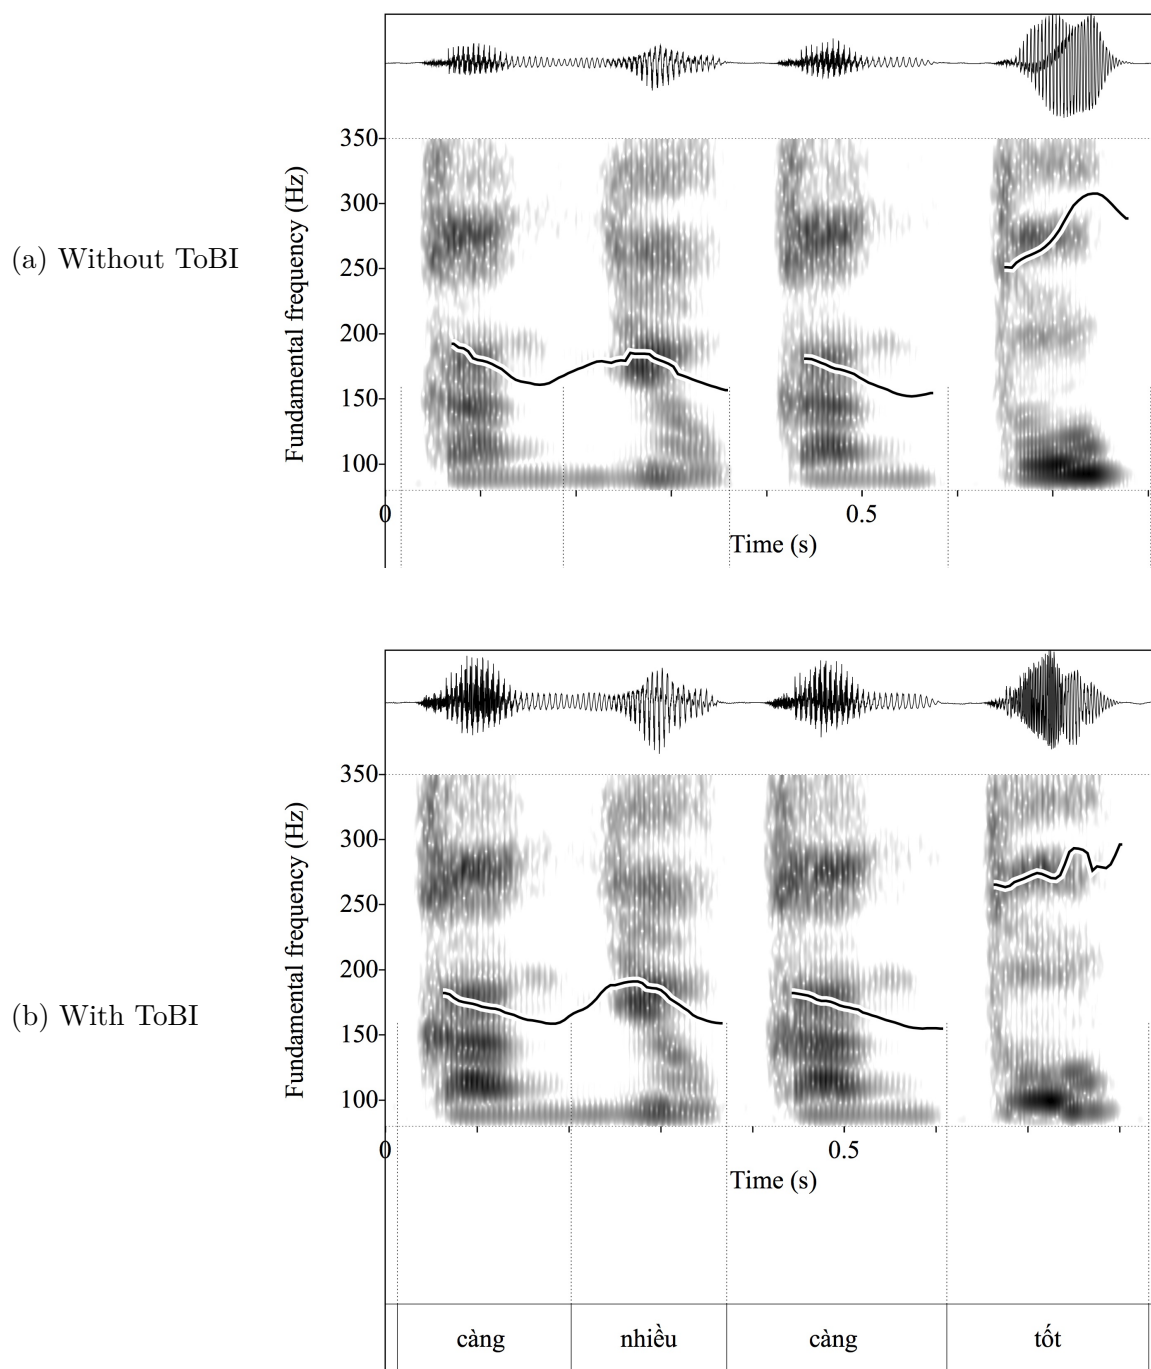 350
300
250
200
150
100
Fundamental frequency (Hz)
(a) Without ToBI
0
0.5
Time (s)
350
300
250
200
150
100
Fundamental frequency (Hz)
(b) With ToBI
0
0.5
Time (s)
càng nhiều càng tốt